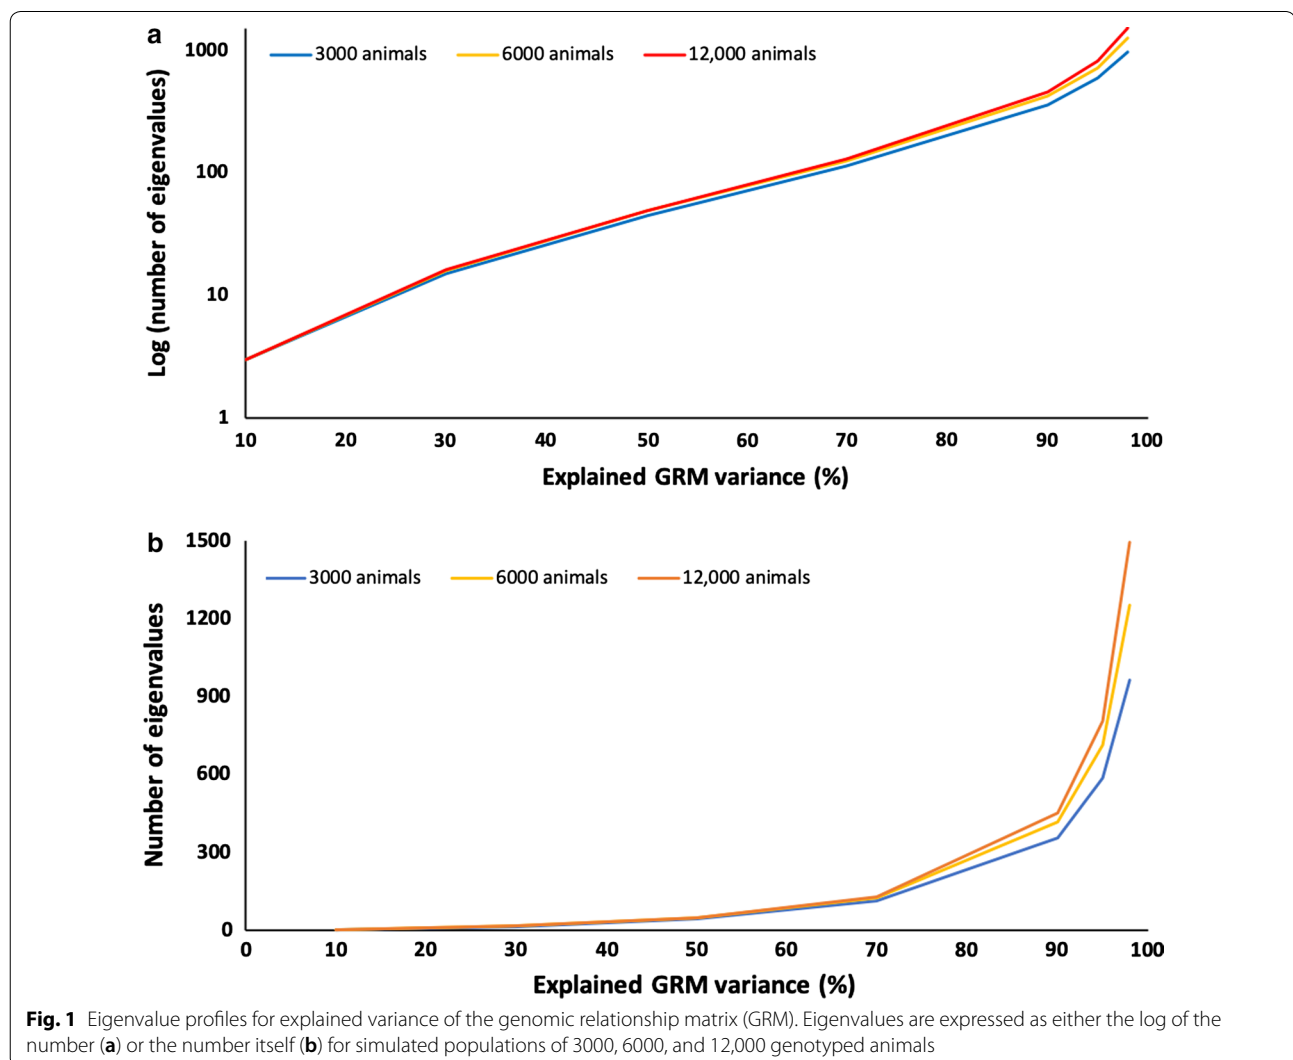 a
1000
100
10
1
Log (number of eigenvalues)
3000 animals 6000 animals 12,000 animals
10 20 30 40 50 60 70 80 90 100
Explained GRM variance (%)
b
1500
1200
900
600
300
0
Number of eigenvalues
3000 animals 6000 animals 12,000 animals
0 10 20 30 40 50 60 70 80 90 100
Explained GRM variance (%)
Fig. 1 Eigenvalue profiles for explained variance of the genomic relationship matrix (GRM). Eigenvalues are expressed as either the log of the
number (a) or the number itself (b) for simulated populations of 3000, 6000, and 12,000 genotyped animals